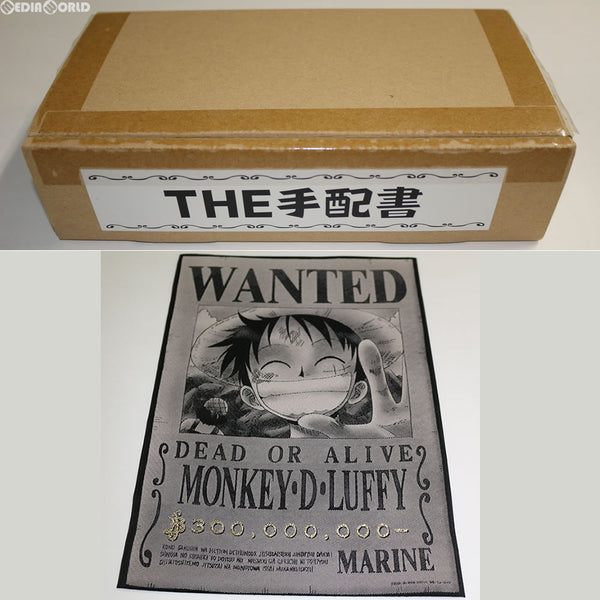 MEDIAWORLD
THE手配書
WANTED
DEAD OR ALIVE
MONKEY·D·LUFFY
฿300,000,000-
MARINE